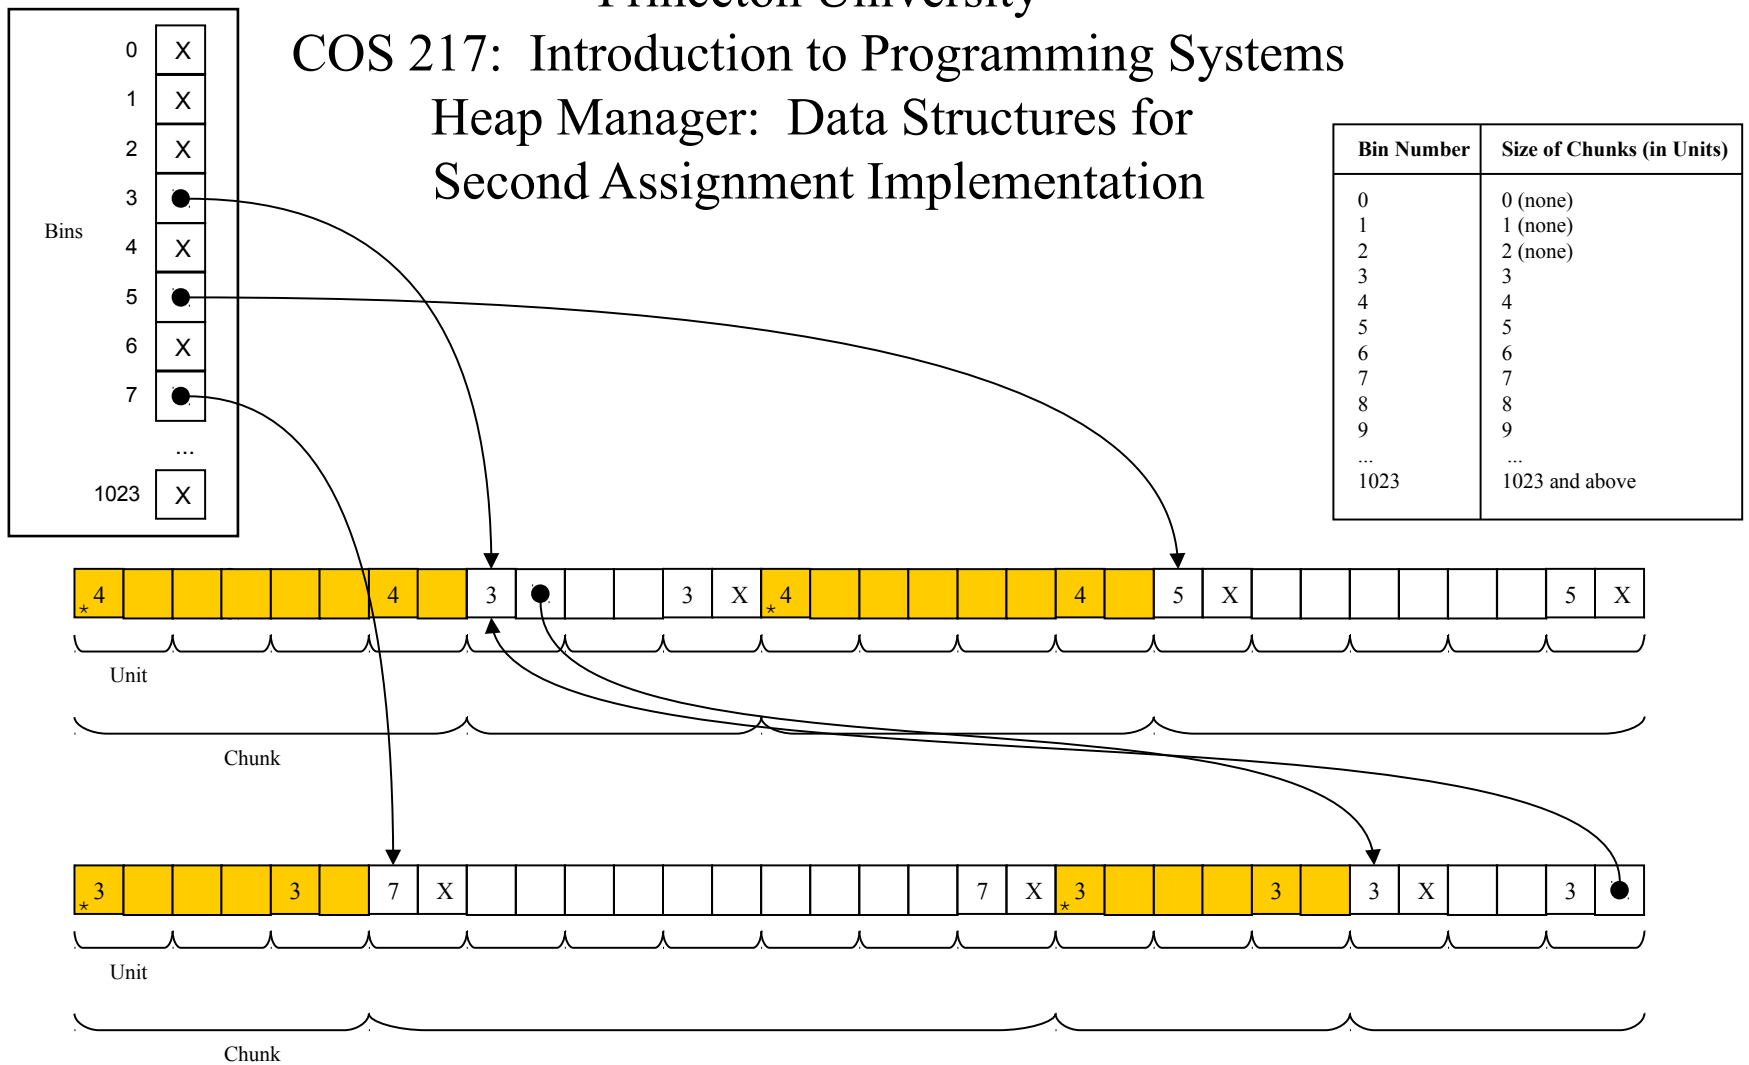 Princeton University
COS 217:  Introduction to Programming Systems
Heap Manager:  Data Structures for
Second Assignment Implementation
Bins
0 X
1 X
2 X
3
4 X
5
6 X
7
...
1023 X
Bin Number Size of Chunks (in Units)
0 0 (none)
1 1 (none)
2 2 (none)
3 3
4 4
5 5
6 6
7 7
8 8
9 9
... ...
1023 1023 and above
*4 4 3 3 X *4 4 5 X 5 X
Unit
Chunk
*3 3 7 X 7 X *3 3 3 X 3
Unit
Chunk